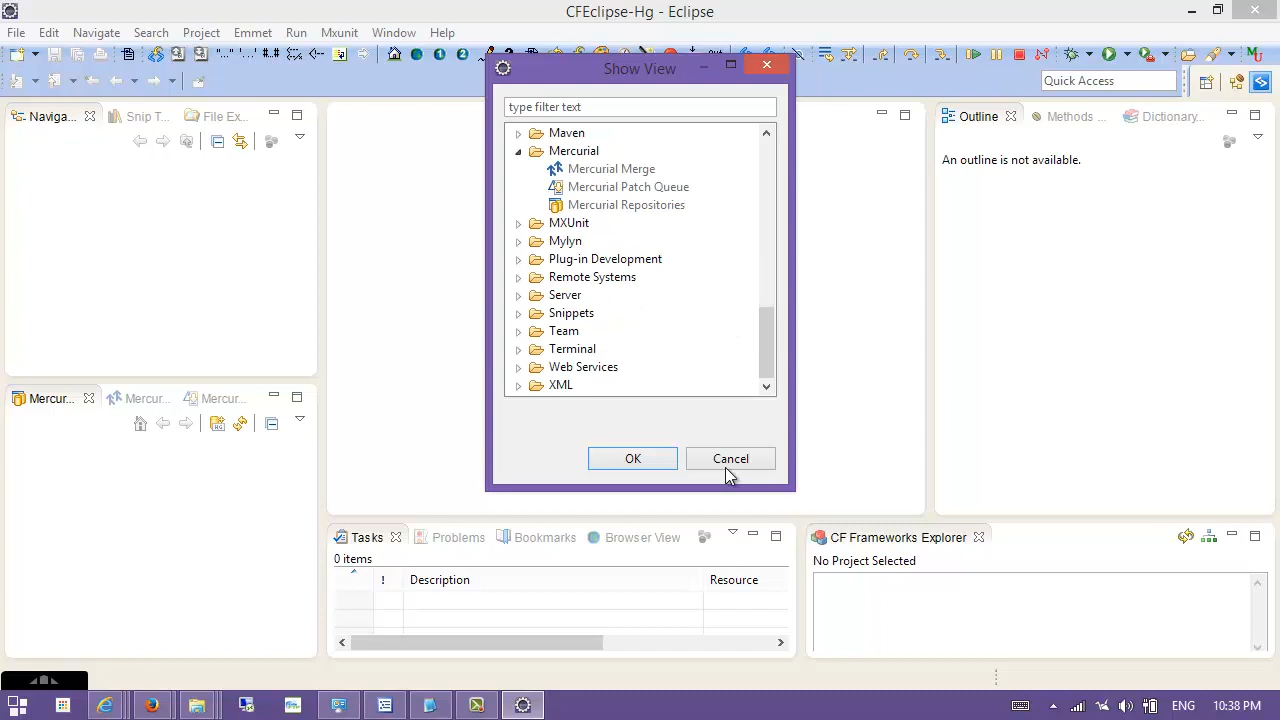 CFEclipse-Hg - Eclipse
File Edit Navigate Search Project Emmet Run Mxunit Window Help
Quick Access
Naviga... Snip T... File Ex...
Outline Methods ... Dictionary...
An outline is not available.
Show View
type filter text
Maven
Mercurial
Mercurial Merge
Mercurial Patch Queue
Mercurial Repositories
MXUnit
Mylyn
Plug-in Development
Remote Systems
Server
Snippets
Team
Terminal
Web Services
XML
OK Cancel
Mercur... Mercur... Mercur...
Tasks Problems Bookmarks Browser View
0 items
! Description Resource
CF Frameworks Explorer
No Project Selected
ENG 10:38 PM